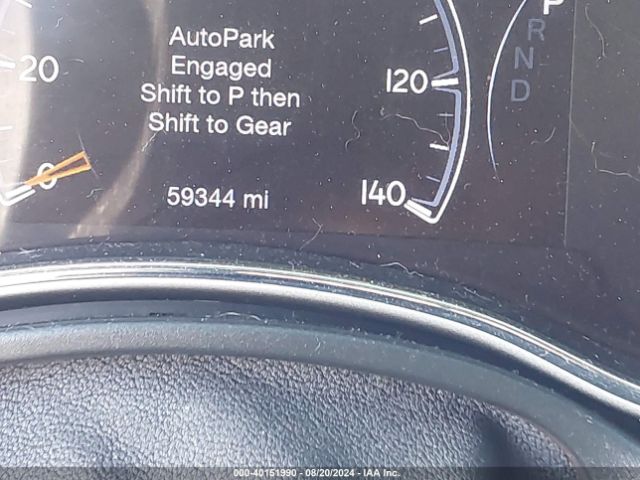 AutoPark
Engaged
Shift to P then
Shift to Gear
59344 mi
20
0
120
140
P
R
N
D
000-40151990 - 08/20/2024 - IAA Inc.